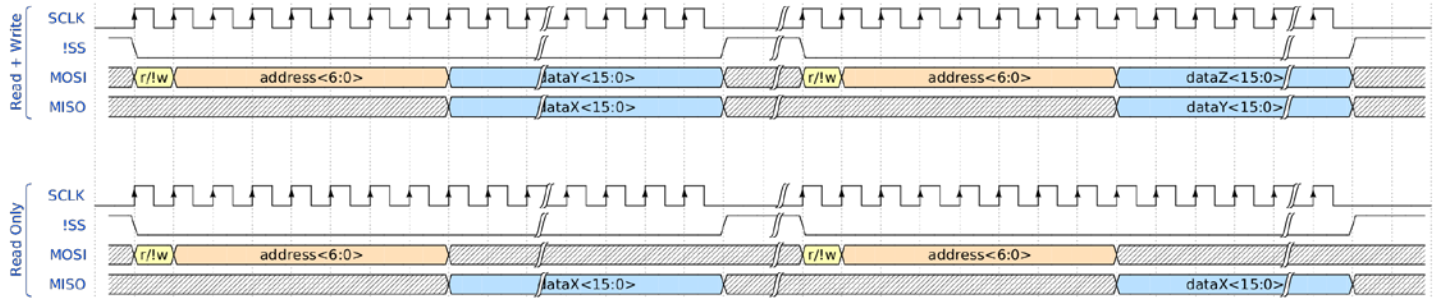 Read + Write
SCLK
!SS
MOSI r/!w address<6:0> dataY<15:0> r/!w address<6:0> dataZ<15:0>
MISO dataX<15:0> dataY<15:0>
Read Only
SCLK
!SS
MOSI r/!w address<6:0> r/!w address<6:0>
MISO dataX<15:0> dataX<15:0>